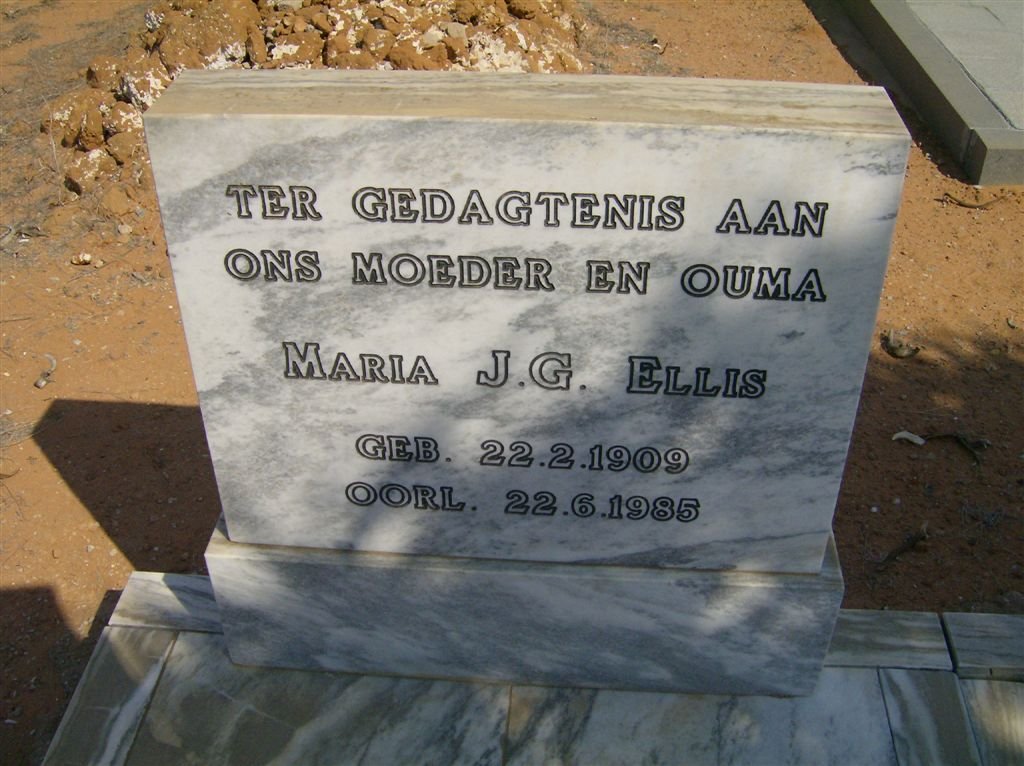 TER GEDAGTENIS AAN
ONS MOEDER EN OUMA
MARIA J.G. ELLIS
GEB. 22.2.1909
OORL. 22.6.1985